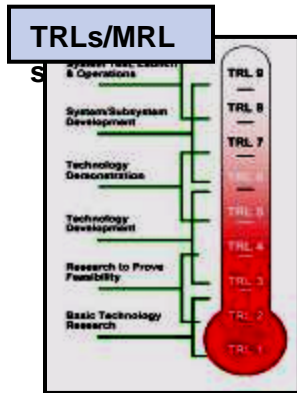 TRLs/MRL
s
System Test, Launch
& Operations
System/Subsystem
Development
Technology
Demonstration
Technology
Development
Research to Prove
Feasibility
Basic Technology
Research
TRL 9
TRL 8
TRL 7
TRL 6
TRL 5
TRL 4
TRL 3
TRL 2
TRL 1